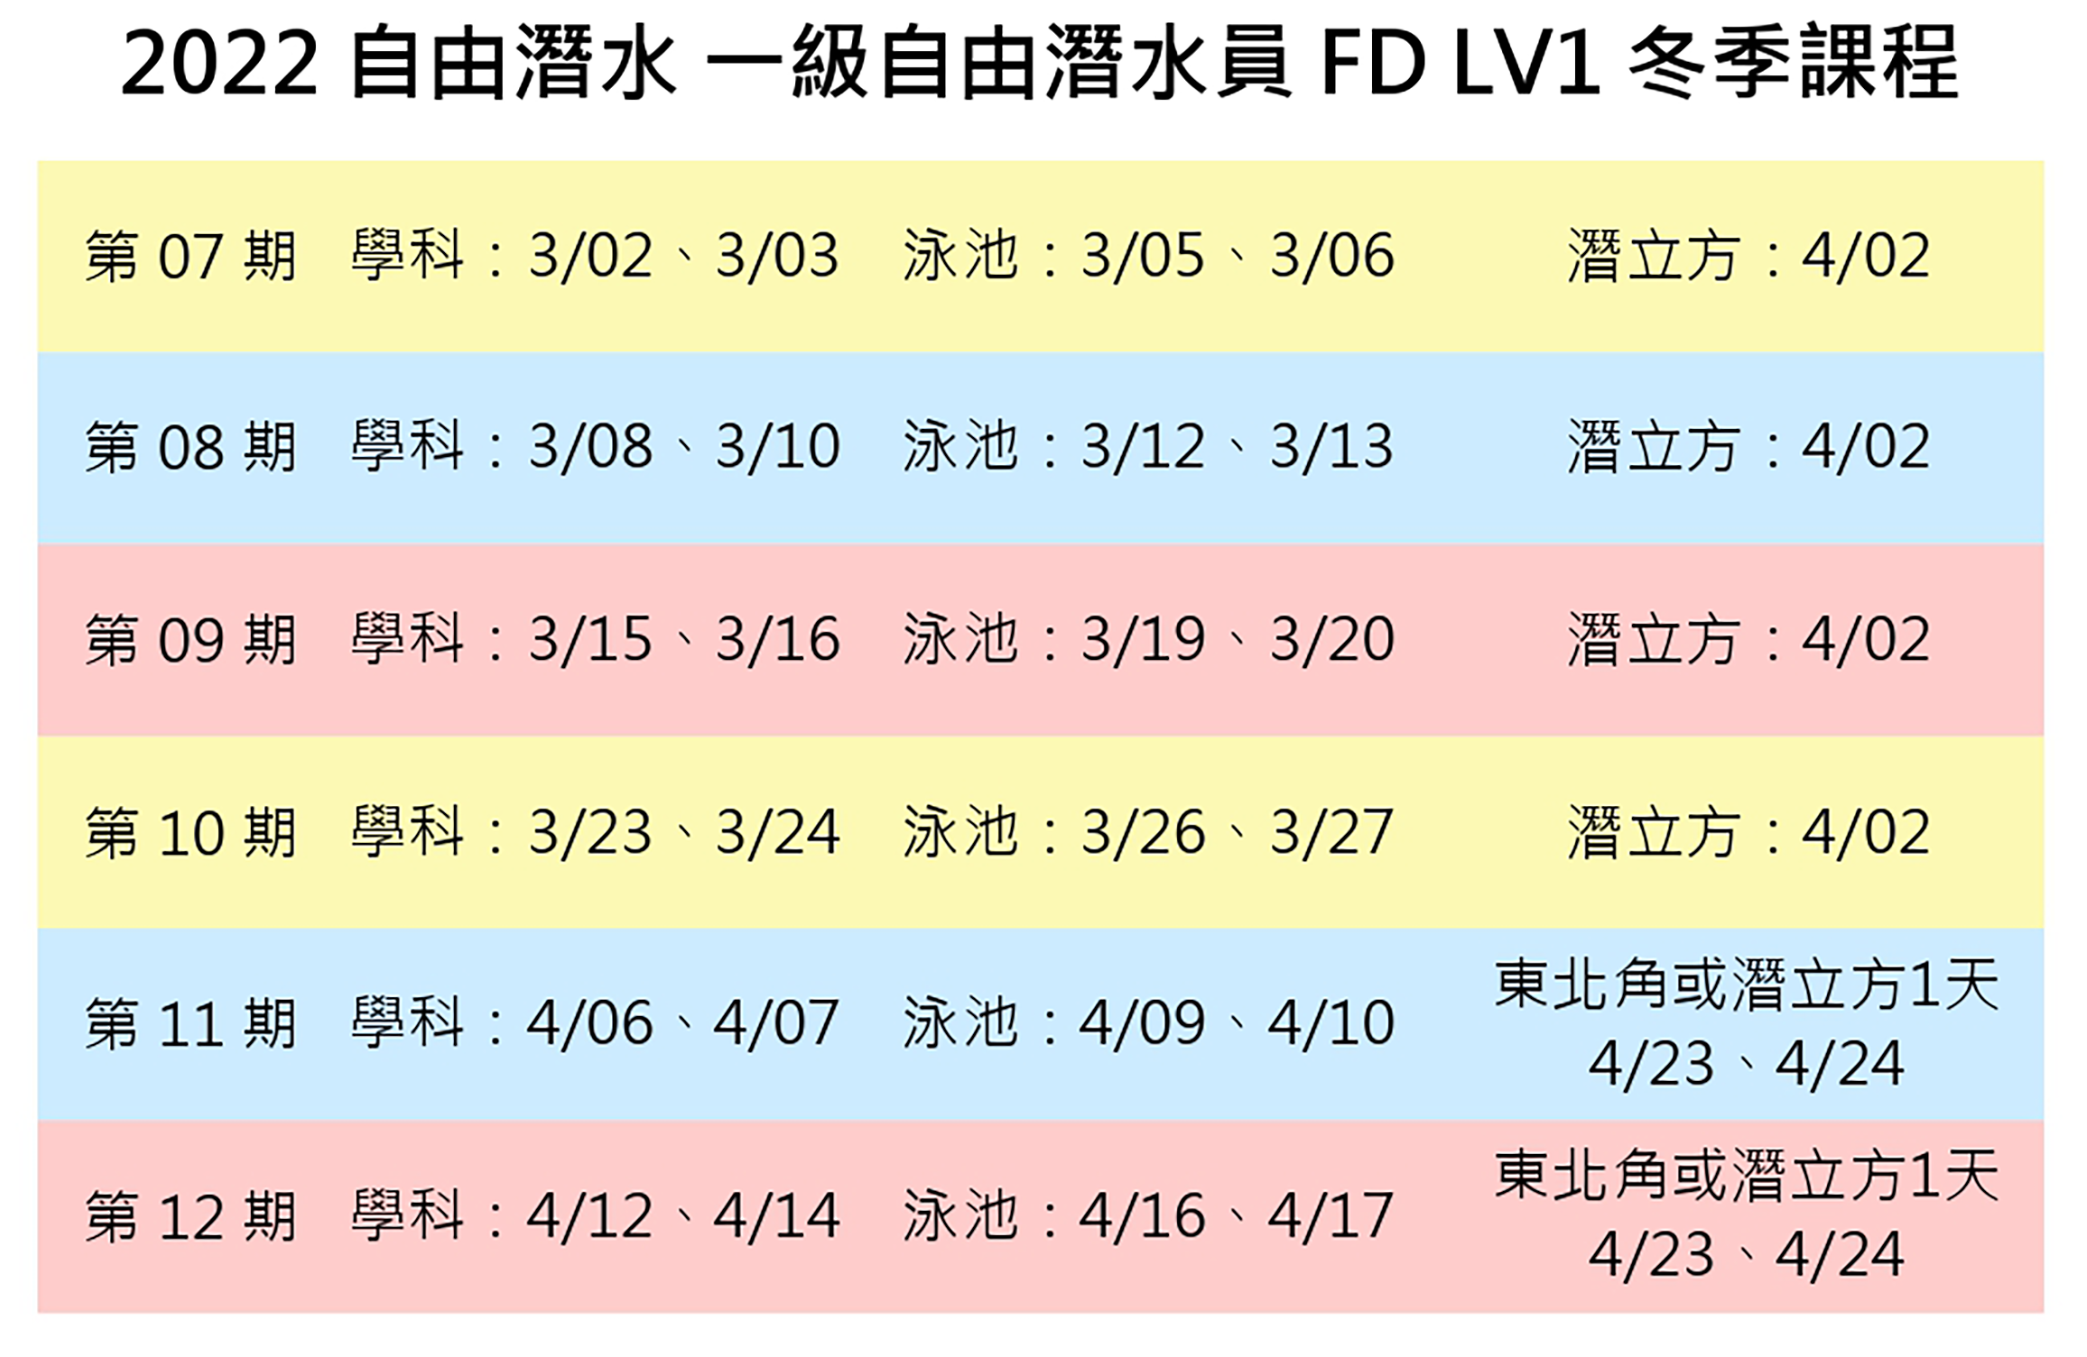 2022 自由潛水 一級自由潛水員 FD LV1 冬季課程
第 07 期 學科：3/02、3/03 泳池：3/05、3/06 潛立方：4/02
第 08 期 學科：3/08、3/10 泳池：3/12、3/13 潛立方：4/02
第 09 期 學科：3/15、3/16 泳池：3/19、3/20 潛立方：4/02
第 10 期 學科：3/23、3/24 泳池：3/26、3/27 潛立方：4/02
第 11 期 學科：4/06、4/07 泳池：4/09、4/10 東北角或潛立方1天
4/23、4/24
第 12 期 學科：4/12、4/14 泳池：4/16、4/17 東北角或潛立方1天
4/23、4/24